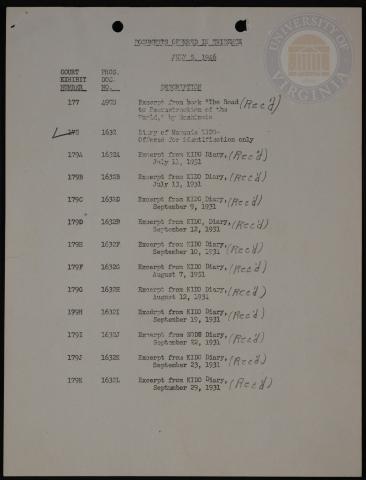 DOCUMENTS OFFERED IN EVIDENCE
JULY 5, 1946
UNIVERSITY OF VIRGINIA
COURT EXHIBIT NUMBER PROS. DOC. NO. DESCRIPTION
177 Excerpt from book "The Road (Rec'd)
to Reconstruction of the
World," by Hashimoto
178 1632 Diary of Marquis KIDO-
Offered for identification only
179A 1632A Excerpt from KIDO Diary, (Rec'd)
July 11, 1931
179B 1632B Excerpt from KIDO Diary, (Rec'd)
July 13, 1931
179C Excerpt from KIDO Diary, (Rec'd)
September 9, 1931
179D Excerpt from KIDO, Diary, (Rec'd)
September 12, 1931
179E 1632F Excerpt from KIDO Diary, (Rec'd)
September 10, 1931
179F 1632G Excerpt from KIDO Diary, (Rec'd)
August 7, 1931
179G 1632H Excerpt from KIDO Diary, (Rec'd)
August 12, 1931
179H 1632I Excerpt from KIDO Diary, (Rec'd)
September 19, 1931
179I 1632J Excerpt from Diary, (Rec'd)
September 22, 1931
179J 1632K Excerpt from KIDO Diary, (Rec'd)
September 23, 1931
179K 1632L Excerpt from KIDO Diary, (Rec'd)
September 29, 1931